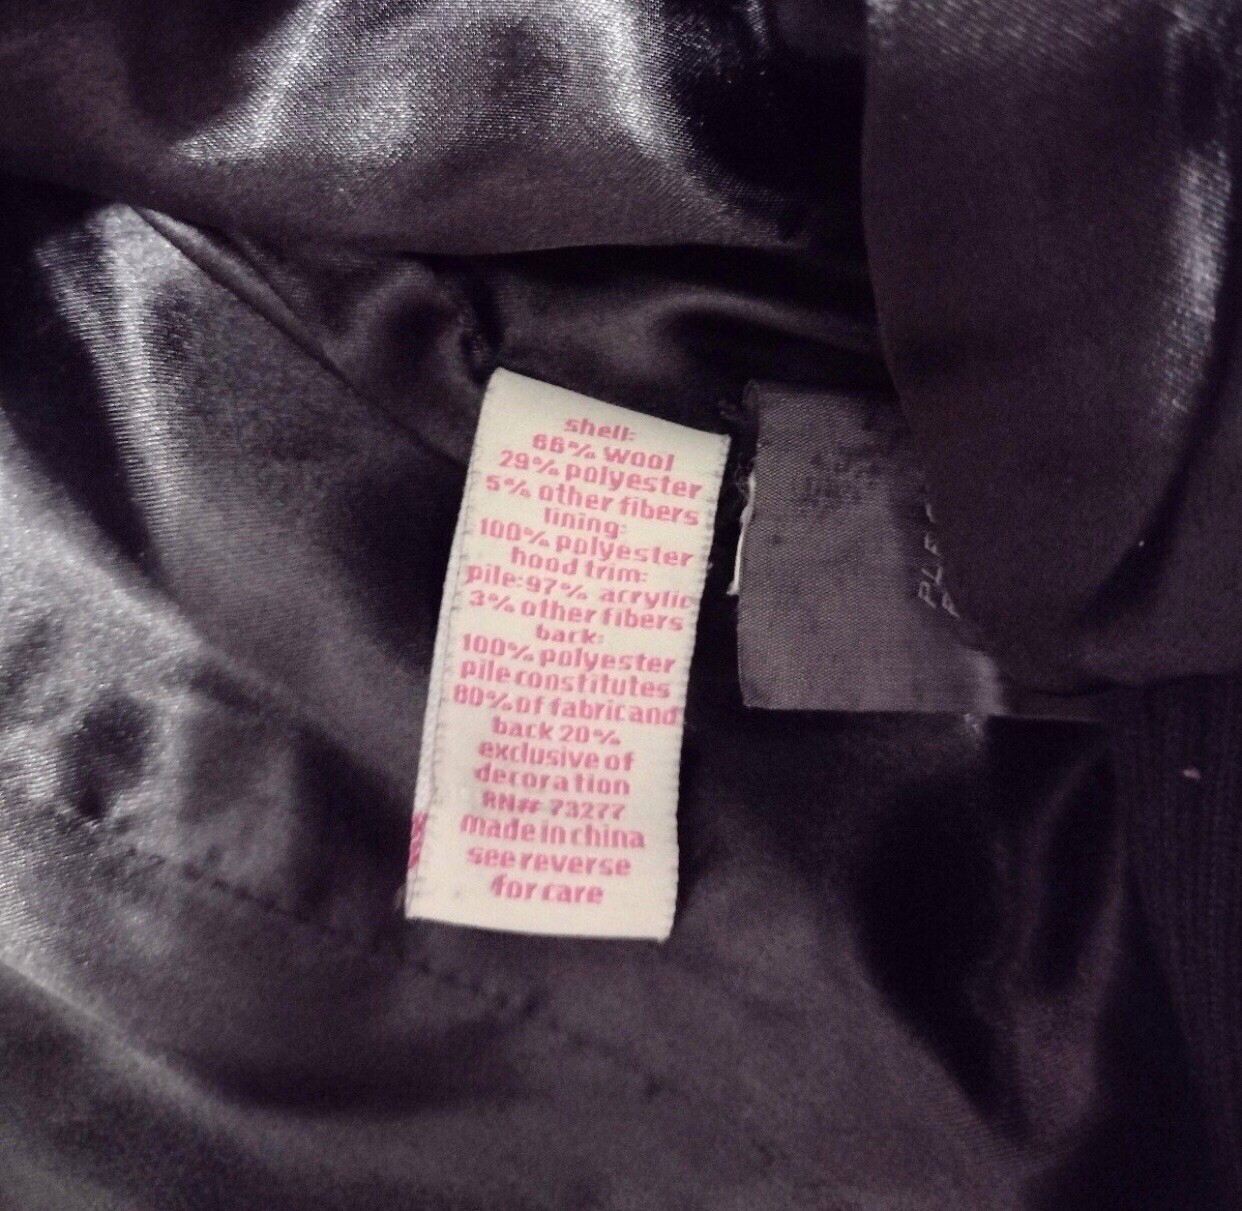 shell:
66% wool
29% polyester
5% other fibers
lining:
100% polyester
hood trim:
pile: 97% acrylic
3% other fibers
back:
100% polyester
pile constitutes
80% of fabric and
back 20%
exclusive of
decoration
RN# 73277
made in china
see reverse
for care